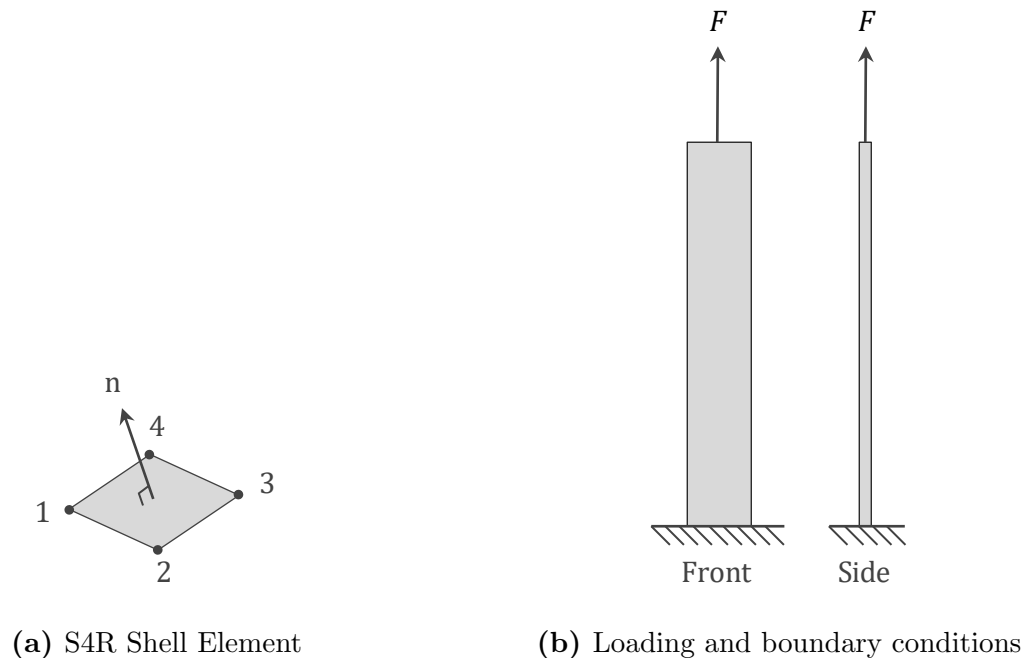 F F
n
4
3
1
2
Front Side
(a) S4R Shell Element (b) Loading and boundary conditions